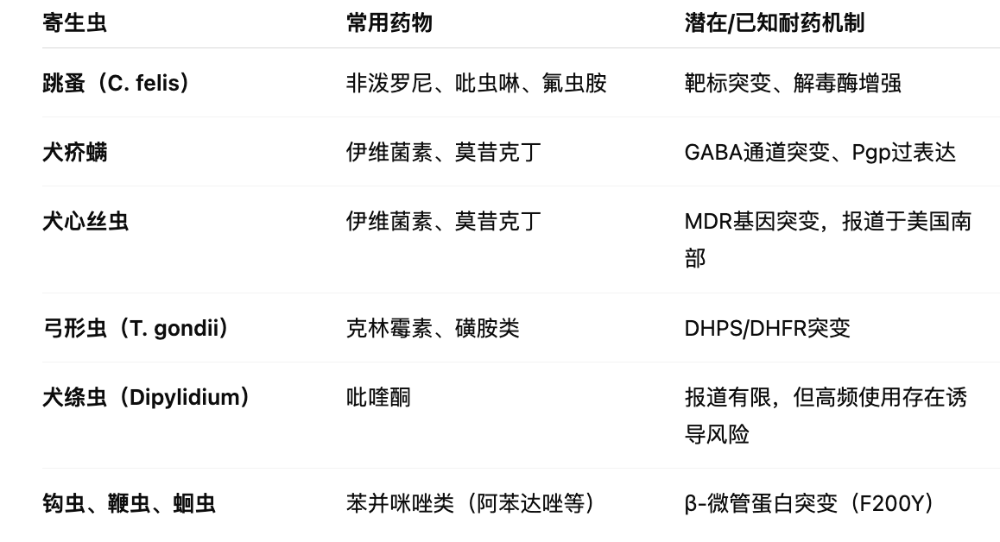 寄生虫 常用药物 潜在/已知耐药机制
跳蚤（C. felis） 非泼罗尼、吡虫啉、氟虫胺 靶标突变、解毒酶增强
犬疥螨 伊维菌素、莫昔克丁 GABA通道突变、Pgp过表达
犬心丝虫 伊维菌素、莫昔克丁 MDR基因突变，报道于美国南
部
弓形虫（T. gondii） 克林霉素、磺胺类 DHPS/DHFR突变
犬绦虫（Dipylidium） 吡喹酮 报道有限，但高频使用存在诱
导风险
钩虫、鞭虫、蛔虫 苯并咪唑类（阿苯达唑等） β-微管蛋白突变（F200Y）